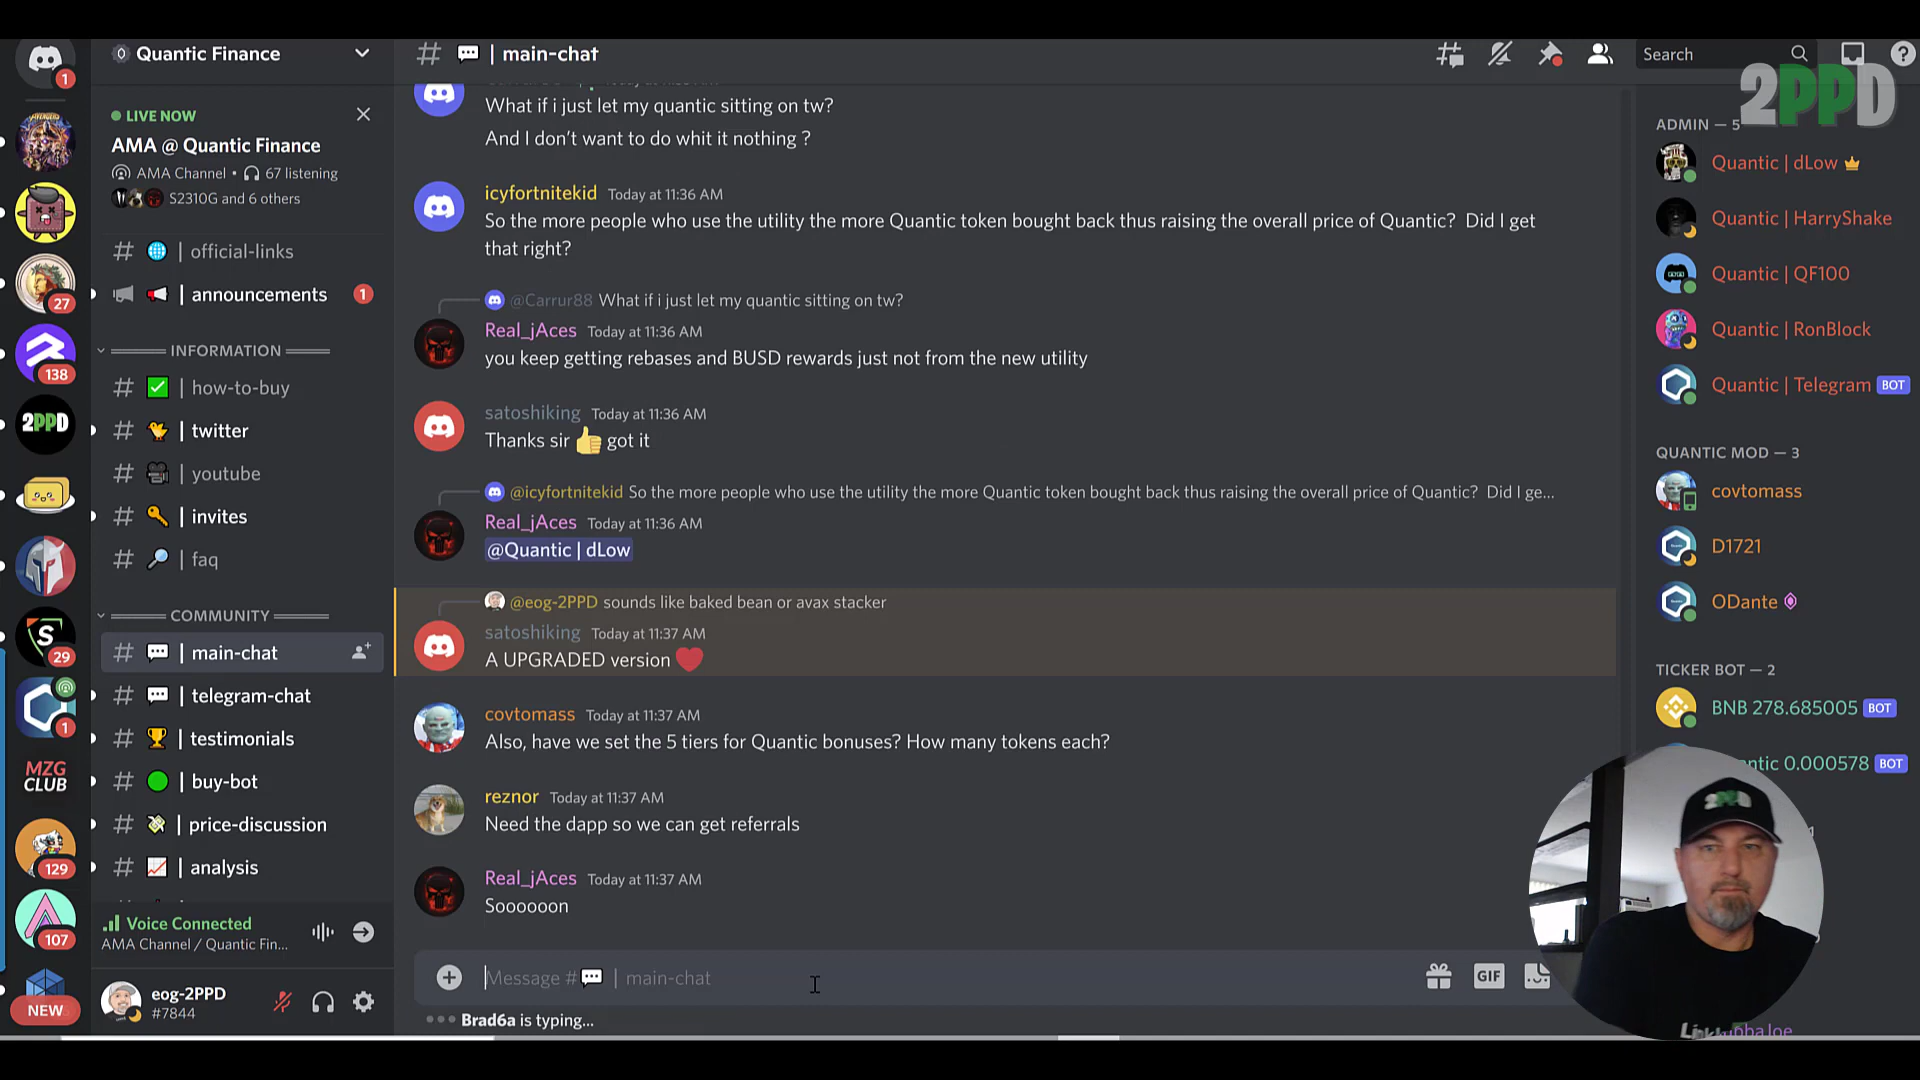 Quantic Finance
# | main-chat
Search
2PPD
LIVE NOW
AMA @ Quantic Finance
AMA Channel • 67 listening
S2310G and 6 others
# | official-links
| announcements 1
INFORMATION
# | how-to-buy
# | twitter
# | youtube
# | invites
# | faq
COMMUNITY
# | main-chat
# | telegram-chat
# | testimonials
# | buy-bot
# | price-discussion
# | analysis
Voice Connected
AMA Channel / Quantic Fin...
eog-2PPD
#7844
1
27
138
2PPD
S
29
1
MZG
CLUB
129
107
NEW
What if i just let my quantic sitting on tw?
And I don't want to do whit it nothing ?
icyfortnitekid Today at 11:36 AM
So the more people who use the utility the more Quantic token bought back thus raising the overall price of Quantic? Did I get
that right?
@Carrur88 What if i just let my quantic sitting on tw?
Real_jAces Today at 11:36 AM
you keep getting rebases and BUSD rewards just not from the new utility
satoshiking Today at 11:36 AM
Thanks sir 👍 got it
@icyfortnitekid So the more people who use the utility the more Quantic token bought back thus raising the overall price of Quantic? Did I ge...
Real_jAces Today at 11:36 AM
@Quantic | dLow
@eog-2PPD sounds like baked bean or avax stacker
satoshiking Today at 11:37 AM
A UPGRADED version ❤️
covtomass Today at 11:37 AM
Also, have we set the 5 tiers for Quantic bonuses? How many tokens each?
reznor Today at 11:37 AM
Need the dapp so we can get referrals
Real_jAces Today at 11:37 AM
Soooooon
Message # 💬 | main-chat
GIF
Brad6a is typing...
ADMIN — 5
Quantic | dLow
Quantic | HarryShake
Quantic | QF100
Quantic | RonBlock
Quantic | Telegram BOT
QUANTIC MOD — 3
covtomass
D1721
ODante
TICKER BOT — 2
BNB 278.685005 BOT
ntic 0.000578 BOT
2PPD